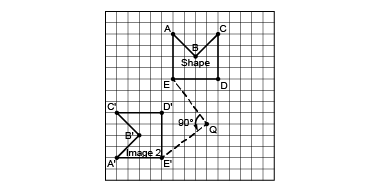 A C
B
Shape
E D
C' D'
90° Q
B'
Image 2
A' E'